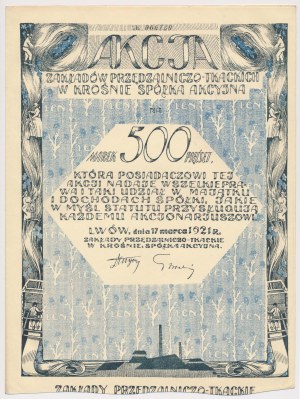 AKCJA
ZAKŁADÓW PRZĘDZALNICZO-TKACKICH
W KROŚNIE SPÓŁKA AKCYJNA
NA
MAREK 500 PIĘĆSET,
KTÓRA POSIADACZOWI TEJ
AKCJI NADAJE WSZELKIE PRA-
WA I TAKI UDZIAŁ W MAJĄTKU
I DOCHODACH SPÓŁKI, JAKIE
W MYŚL STATUTU PRZYSŁUGUJĄ
KAŻDEMU AKCJONARJUSZOWI.
LWÓW, dnia 17 marca 1921 R.
ZAKŁADY PRZĘDZALNICZO-TKACKIE
W KROŚNIE, SPÓŁKA AKCYJNA.
ZAKŁADY PRZĘDZALNICZO-TKACKIE